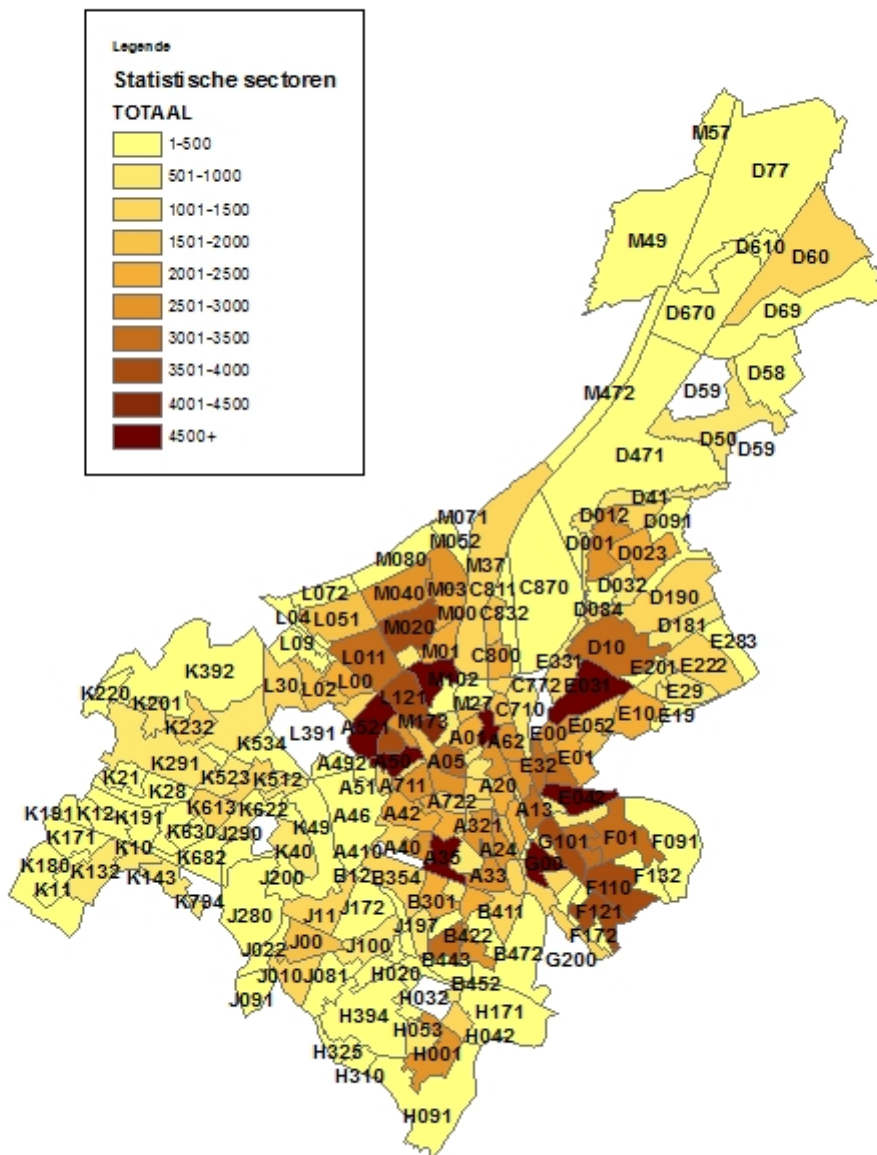 Legende
Statistische sectoren
TOTAAL
1-500
501-1000
1001-1500
1501-2000
2001-2500
2501-3000
3001-3500
3501-4000
4001-4500
4500+
M57
D77
M49
D610
D60
D670
D69
D58
D59
M472
D50
D59
D471
D41
M071
D012
D091
M052
D001
D023
M080
M37
L072
M040
M03
C811
C870
D032
L04
L051
M00
C832
D084
D190
M020
L09
D181
D10
E283
K392
L011
M01
C800
E331
E201
E222
K220
L30
L02
L00
M102
C772
E031
E29
K201
L121
M27
C710
E10
E19
K232
L391
A521
M173
A01
A62
E00
E052
K534
A492
A50
A05
E32
E01
K291
K21
K523
K512
A51
A711
A20
E042
K28
K613
K622
A46
A722
A13
K191
K12
K191
K49
A42
A321
G101
F01
F091
K171
K630
J290
K10
K682
K40
A410
A40
A35
A24
G00
K180
K132
K143
J200
B12
B354
A33
F110
F132
K11
K794
J280
J11
J172
B301
B411
F121
J022
J00
J100
J197
B422
F172
B443
B472
G200
J010
J081
H020
B452
J091
H032
H171
H394
H053
H042
H325
H001
H310
H091